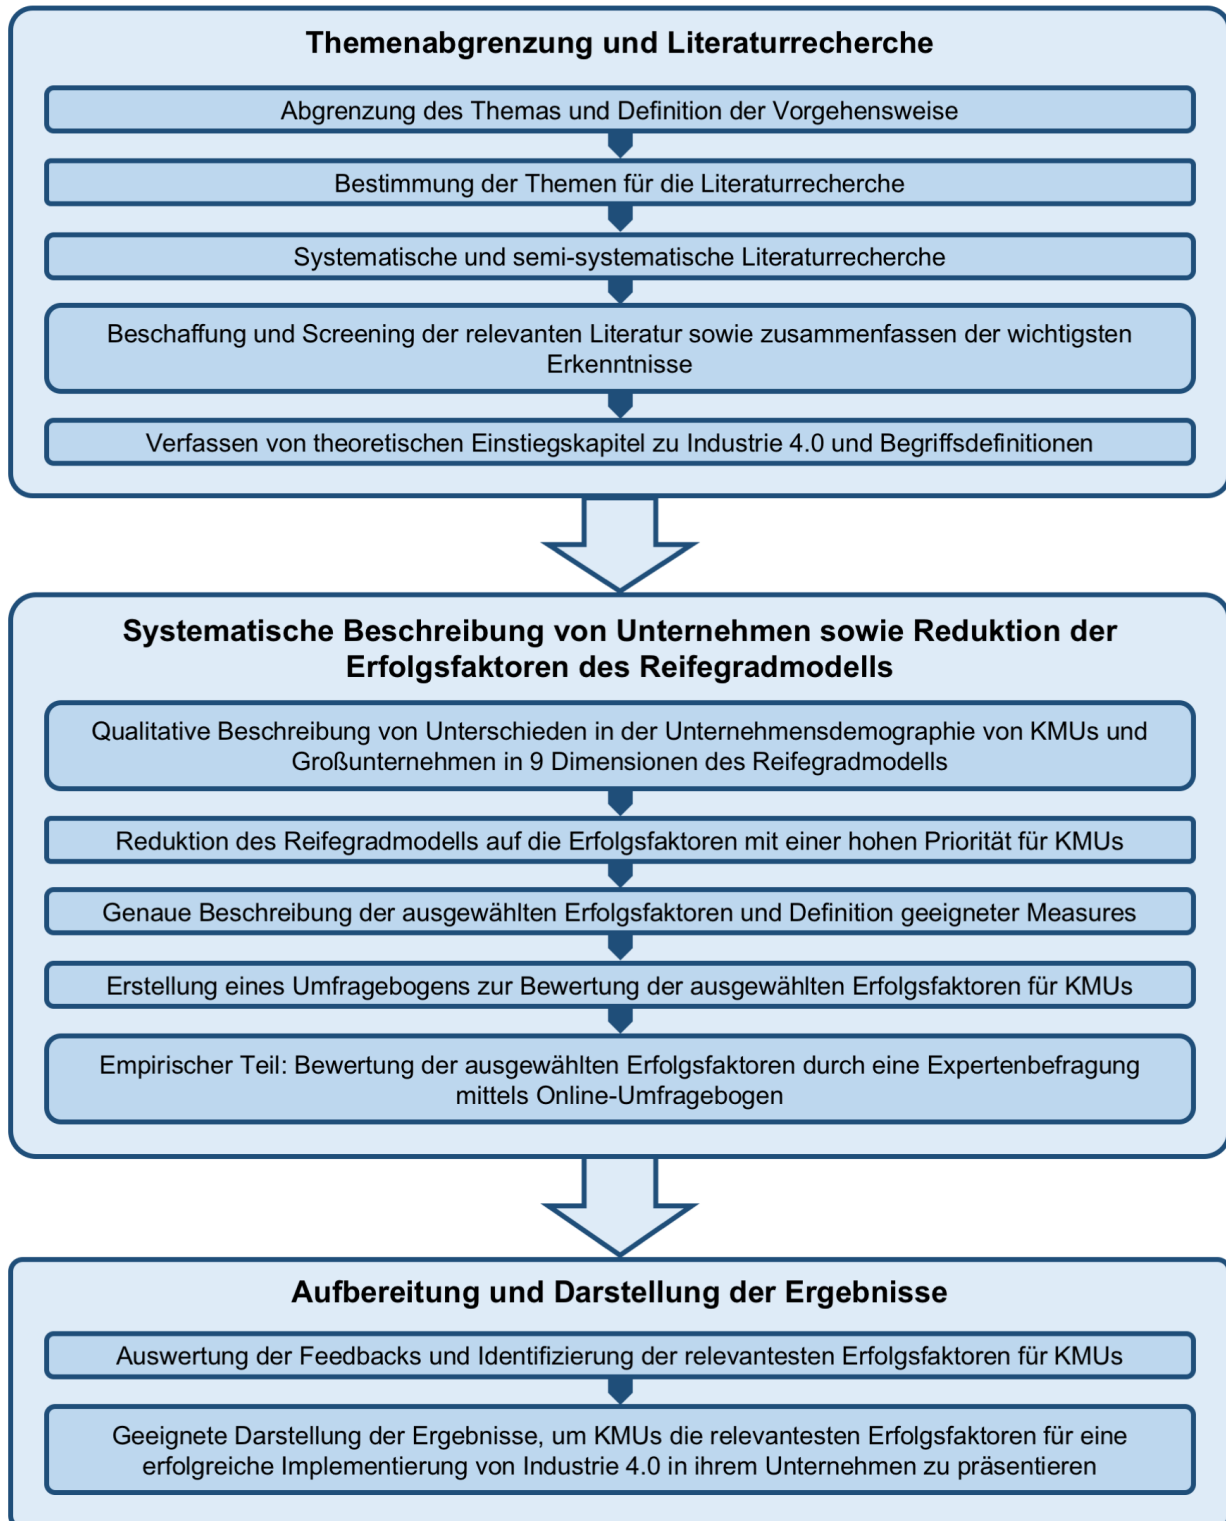 Themenabgrenzung und Literaturrecherche
Abgrenzung des Themas und Definition der Vorgehensweise
Bestimmung der Themen für die Literaturrecherche
Systematische und semi-systematische Literaturrecherche
Beschaffung und Screening der relevanten Literatur sowie zusammenfassen der wichtigsten
Erkenntnisse
Verfassen von theoretischen Einstiegskapitel zu Industrie 4.0 und Begriffsdefinitionen
Systematische Beschreibung von Unternehmen sowie Reduktion der
Erfolgsfaktoren des Reifegradmodells
Qualitative Beschreibung von Unterschieden in der Unternehmensdemographie von KMUs und
Großunternehmen in 9 Dimensionen des Reifegradmodells
Reduktion des Reifegradmodells auf die Erfolgsfaktoren mit einer hohen Priorität für KMUs
Genaue Beschreibung der ausgewählten Erfolgsfaktoren und Definition geeigneter Measures
Erstellung eines Umfragebogens zur Bewertung der ausgewählten Erfolgsfaktoren für KMUs
Empirischer Teil: Bewertung der ausgewählten Erfolgsfaktoren durch eine Expertenbefragung
mittels Online-Umfragebogen
Aufbereitung und Darstellung der Ergebnisse
Auswertung der Feedbacks und Identifizierung der relevantesten Erfolgsfaktoren für KMUs
Geeignete Darstellung der Ergebnisse, um KMUs die relevantesten Erfolgsfaktoren für eine
erfolgreiche Implementierung von Industrie 4.0 in ihrem Unternehmen zu präsentieren